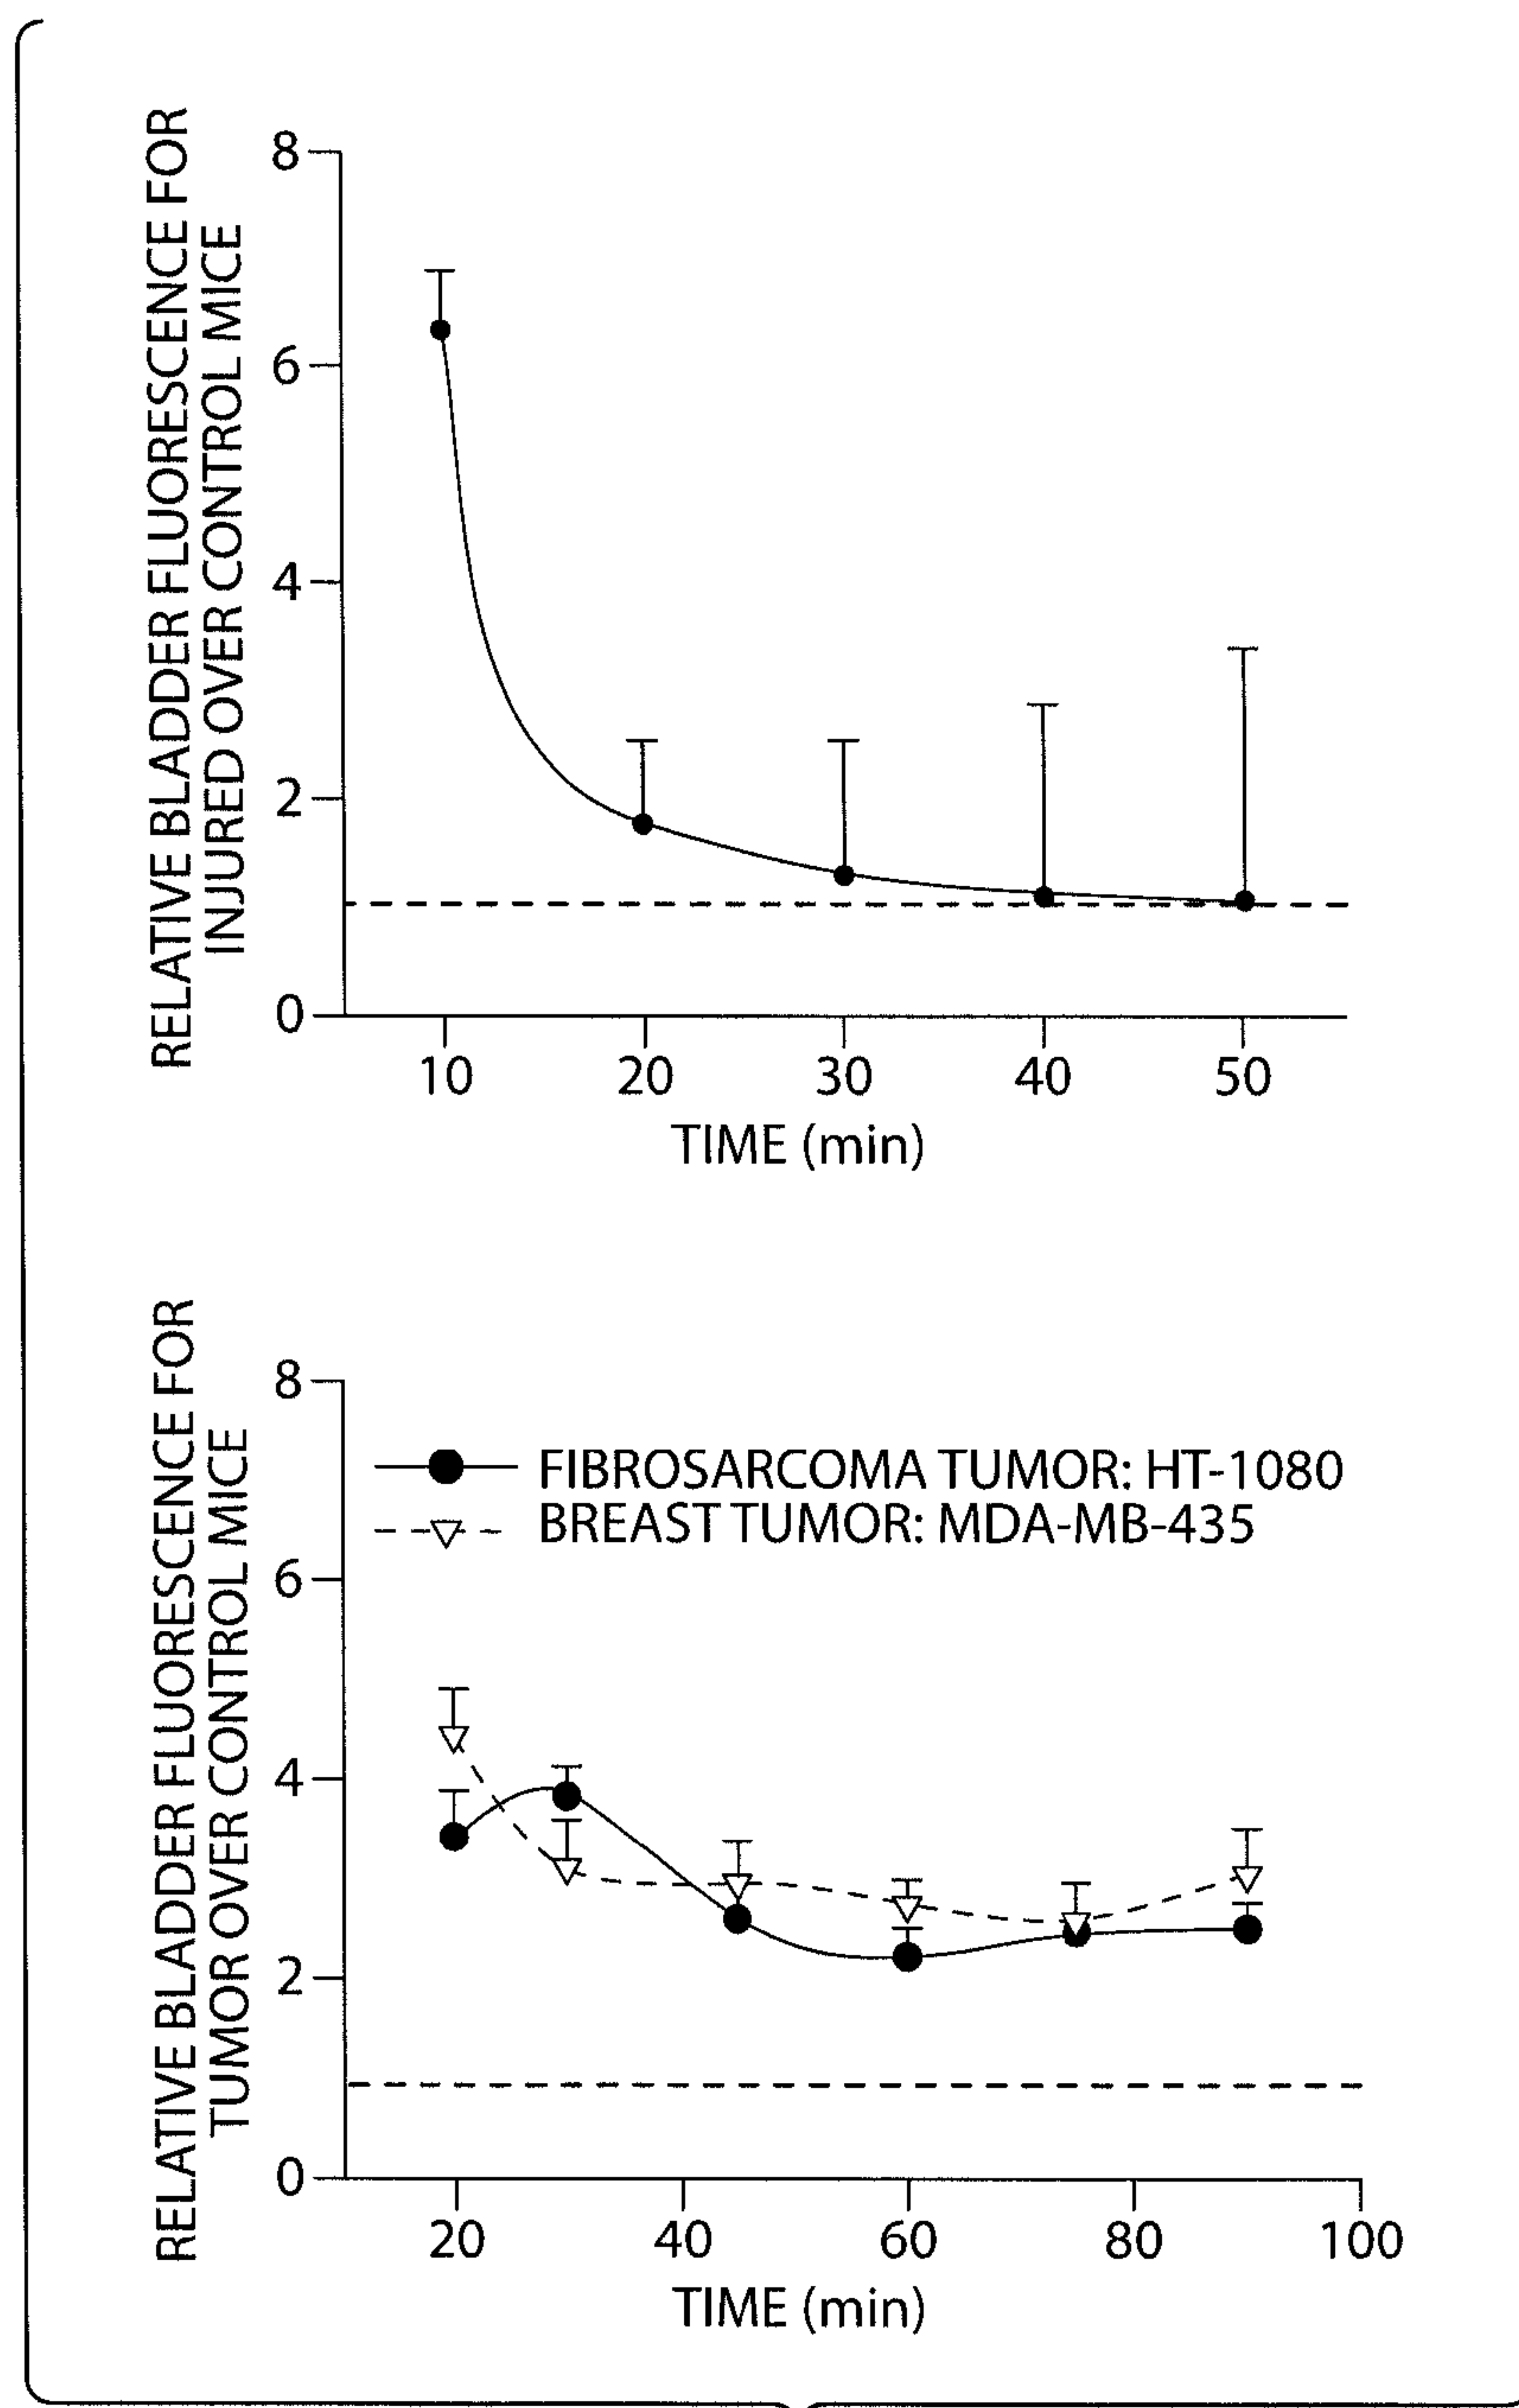 RELATIVE BLADDER FLUORESCENCE FOR
INJURED OVER CONTROL MICE
8
6
4
2
0
10 20 30 40 50
TIME (min)
RELATIVE BLADDER FLUORESCENCE FOR
TUMOR OVER CONTROL MICE
8
6
4
2
0
FIBROSARCOMA TUMOR: HT-1080
BREAST TUMOR: MDA-MB-435
20 40 60 80 100
TIME (min)